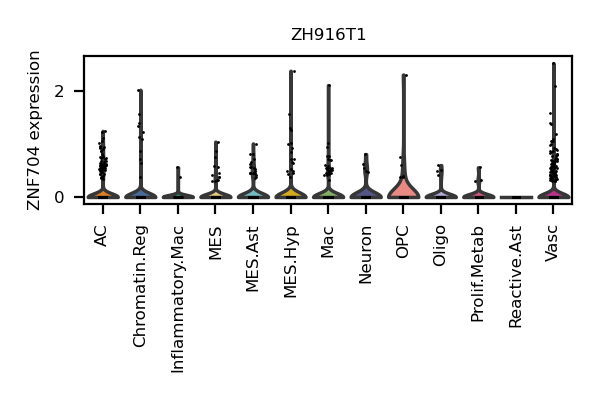 ZH916T1
ZNF704 expression
2
0
AC
Chromatin.Reg
Inflammatory.Mac
MES
MES.Ast
MES.Hyp
Mac
Neuron
OPC
Oligo
Prolif.Metab
Reactive.Ast
Vasc